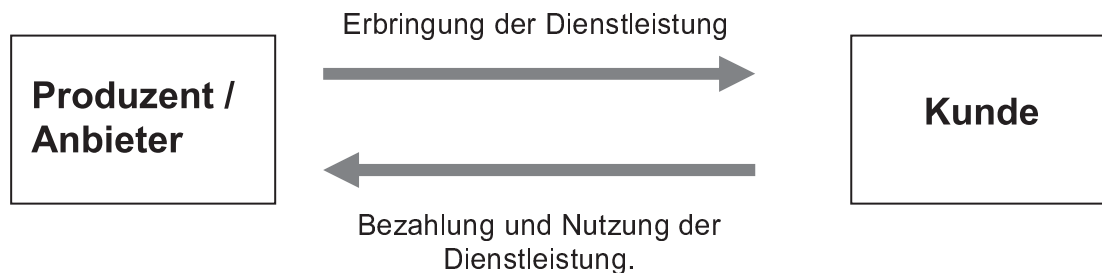 Erbringung der Dienstleistung
Produzent /
Anbieter
Kunde
Bezahlung und Nutzung der
Dienstleistung.